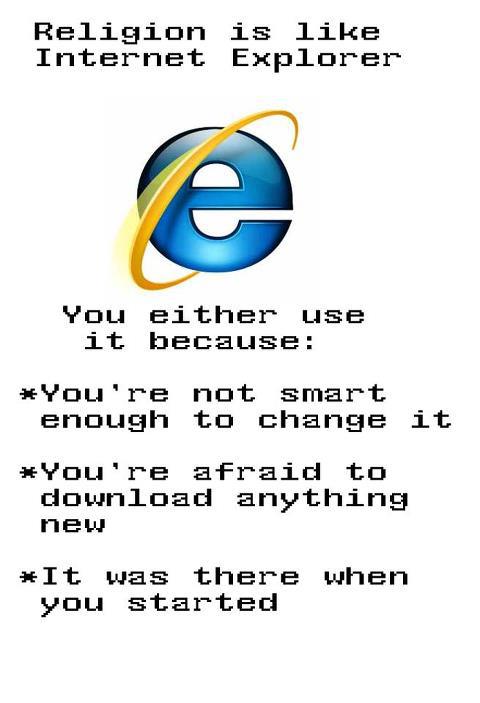 Religion is like
Internet Explorer
You either use
it because:
*You're not smart
enough to change it
*You're afraid to
download anything
new
*It was there when
you started